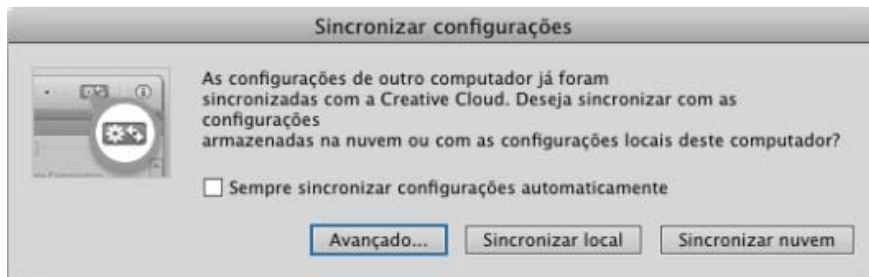 Sincronizar configurações
As configurações de outro computador já foram
sincronizadas com a Creative Cloud. Deseja sincronizar com as
configurações
armazenadas na nuvem ou com as configurações locais deste computador?
Sempre sincronizar configurações automaticamente
Avançado... Sincronizar local Sincronizar nuvem